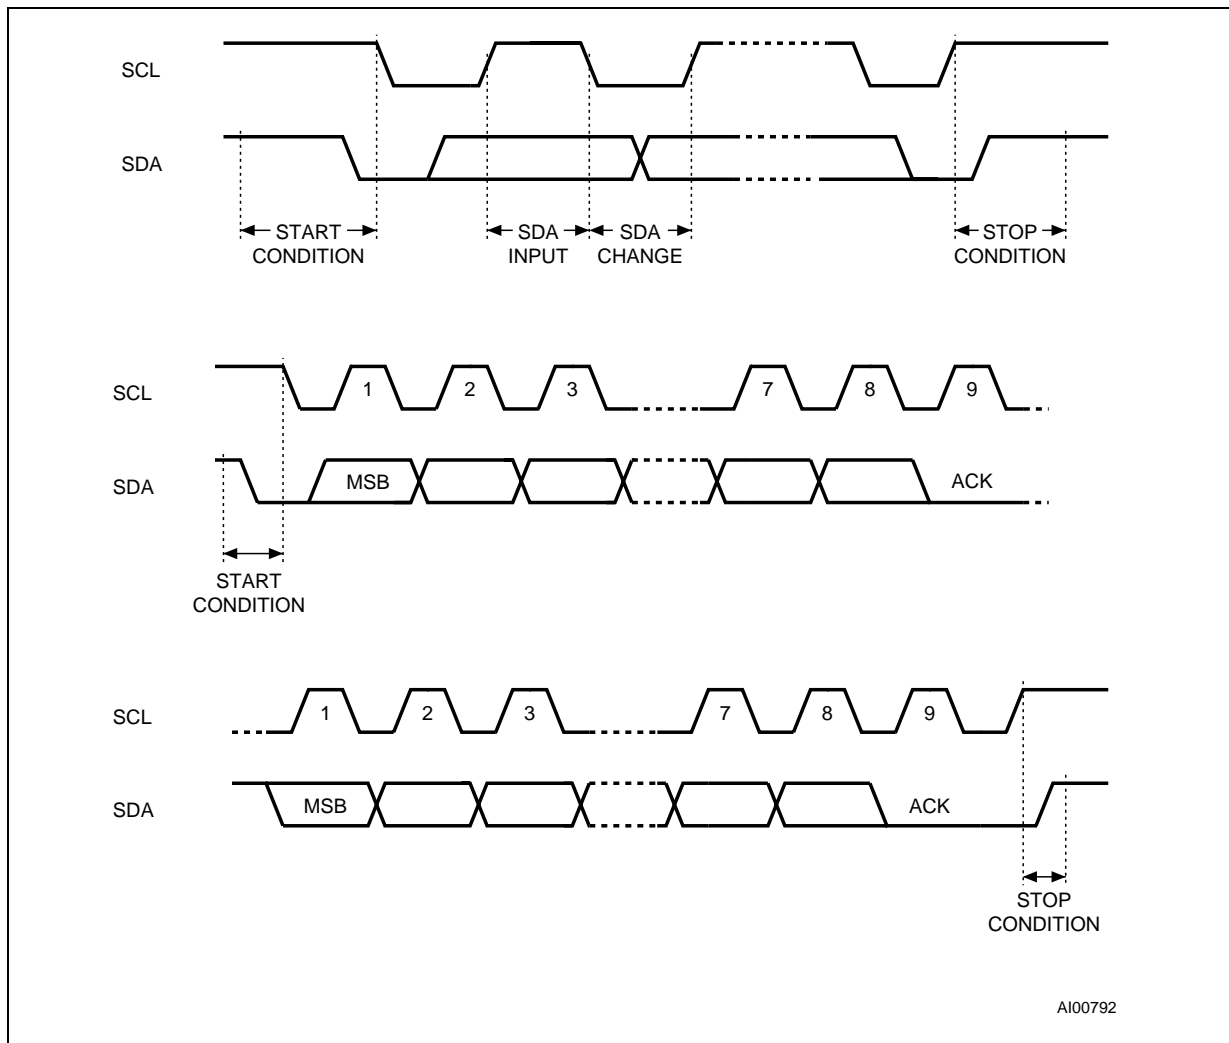 SCL
SDA
START CONDITION
SDA INPUT
SDA CHANGE
STOP CONDITION
SCL
1 2 3 7 8 9
SDA
MSB ACK
START CONDITION
SCL
1 2 3 7 8 9
SDA
MSB ACK
STOP CONDITION
AI00792